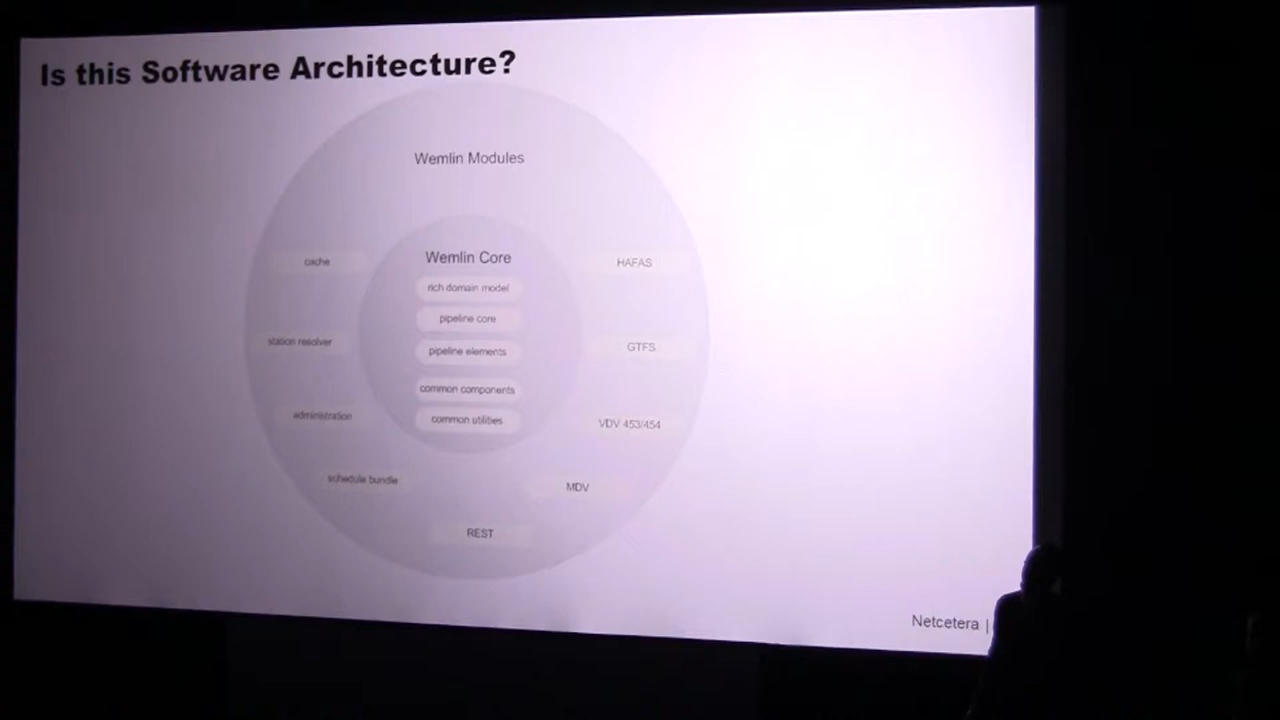 Is this Software Architecture?
Wemlin Modules
Wemlin Core
rich domain model
pipeline core
pipeline elements
common components
common utilities
cache
station resolver
administration
schedule bundle
REST
HAFAS
GTFS
VDV 453/454
MDV
Netcetera |